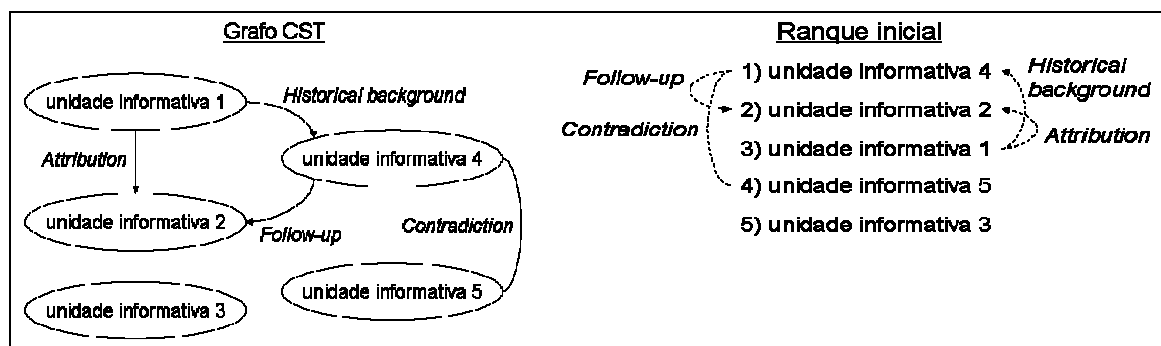 Grafo CST
unidade informativa 1
Historical background
Attribution
unidade informativa 4
unidade informativa 2
Follow-up
Contradiction
unidade informativa 5
unidade informativa 3
Ranque inicial
Follow-up
Contradiction
1) unidade informativa 4
2) unidade informativa 2
3) unidade informativa 1
4) unidade informativa 5
5) unidade informativa 3
Historical
background
Attribution